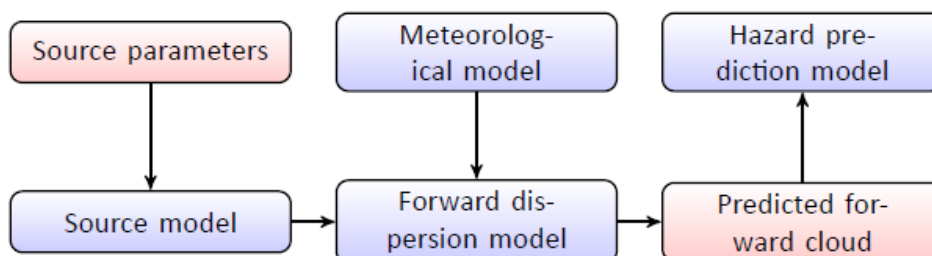 Source parameters
Meteorolog-
ical model
Hazard pre-
diction model
Source model
Forward dis-
persion model
Predicted for-
ward cloud